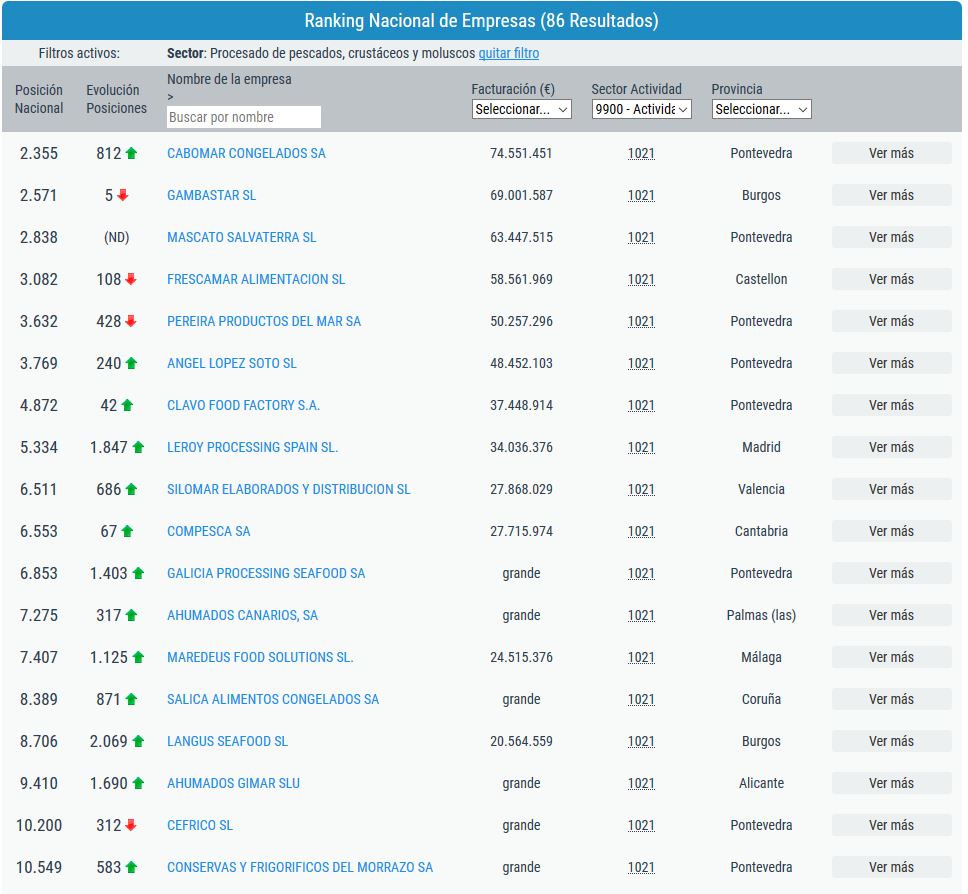 Ranking Nacional de Empresas (86 Resultados)
Filtros activos: Sector: Procesado de pescados, crustáceos y moluscos quitar filtro
Posición Nacional Evolución Posiciones Nombre de la empresa > Facturación (€) Sector Actividad Provincia
Buscar por nombre Seleccionar... 9900 - Activida Seleccionar...
2.355 812 CABOMAR CONGELADOS SA 74.551.451 1021 Pontevedra Ver más
2.571 5 GAMBASTAR SL 69.001.587 1021 Burgos Ver más
2.838 (ND) MASCATO SALVATERRA SL 63.447.515 1021 Pontevedra Ver más
3.082 108 FRESCAMAR ALIMENTACION SL 58.561.969 1021 Castellon Ver más
3.632 428 PEREIRA PRODUCTOS DEL MAR SA 50.257.296 1021 Pontevedra Ver más
3.769 240 ANGEL LOPEZ SOTO SL 48.452.103 1021 Pontevedra Ver más
4.872 42 CLAVO FOOD FACTORY S.A. 37.448.914 1021 Pontevedra Ver más
5.334 1.847 LEROY PROCESSING SPAIN SL. 34.036.376 1021 Madrid Ver más
6.511 686 SILOMAR ELABORADOS Y DISTRIBUCION SL 27.868.029 1021 Valencia Ver más
6.553 67 COMPESCA SA 27.715.974 1021 Cantabria Ver más
6.853 1.403 GALICIA PROCESSING SEAFOOD SA grande 1021 Pontevedra Ver más
7.275 317 AHUMADOS CANARIOS, SA grande 1021 Palmas (las) Ver más
7.407 1.125 MAREDEUS FOOD SOLUTIONS SL. 24.515.376 1021 Málaga Ver más
8.389 871 SALICA ALIMENTOS CONGELADOS SA grande 1021 Coruña Ver más
8.706 2.069 LANGUS SEAFOOD SL 20.564.559 1021 Burgos Ver más
9.410 1.690 AHUMADOS GIMAR SLU grande 1021 Alicante Ver más
10.200 312 CEFRICO SL grande 1021 Pontevedra Ver más
10.549 583 CONSERVAS Y FRIGORIFICOS DEL MORRAZO SA grande 1021 Pontevedra Ver más